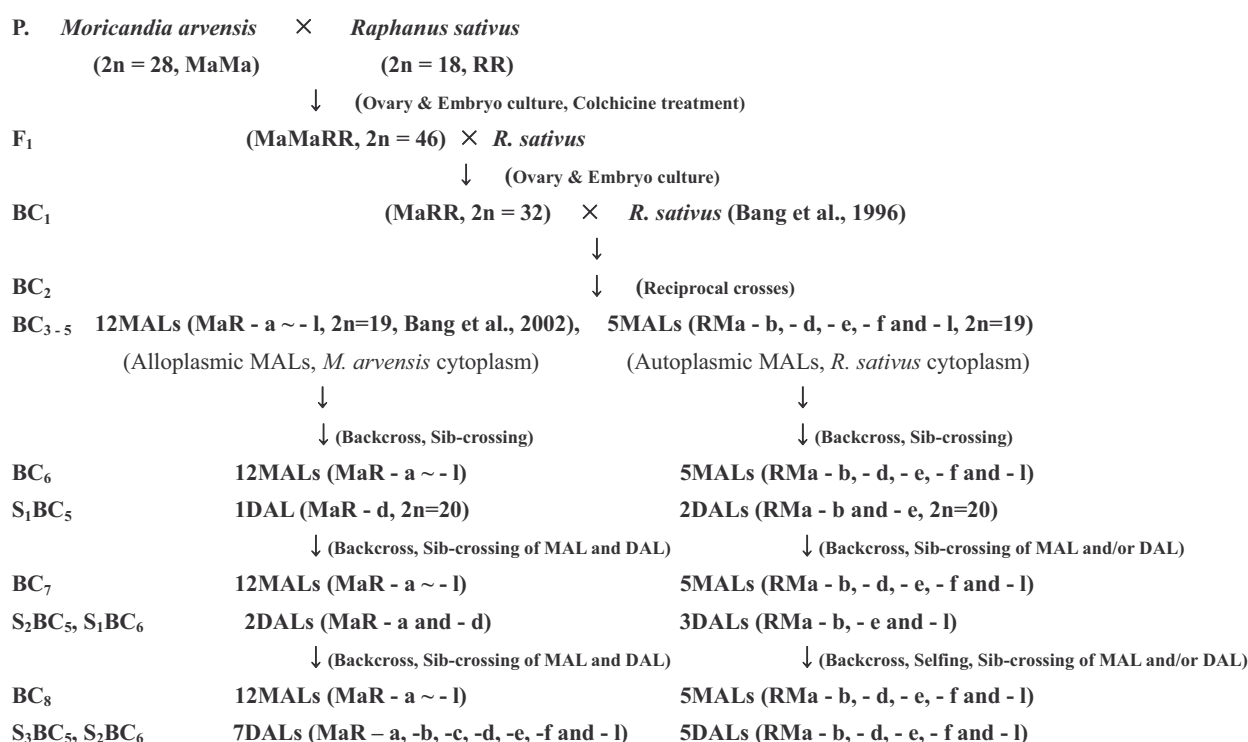 P. Moricandia arvensis × Raphanus sativus
(2n = 28, MaMa) (2n = 18, RR)
↓ (Ovary & Embryo culture, Colchicine treatment)
F₁ (MaMaRR, 2n = 46) × R. sativus
↓ (Ovary & Embryo culture)
BC₁ (MaRR, 2n = 32) × R. sativus (Bang et al., 1996)
↓
BC₂ ↓ (Reciprocal crosses)
BC₃₋₅ 12MALs (MaR - a ~ - l, 2n=19, Bang et al., 2002), 5MALs (RMa - b, - d, - e, - f and - l, 2n=19)
(Alloplasmic MALs, M. arvensis cytoplasm) (Autoplasmic MALs, R. sativus cytoplasm)
↓ ↓
↓ (Backcross, Sib-crossing) ↓ (Backcross, Sib-crossing)
BC₆ 12MALs (MaR - a ~ - l) 5MALs (RMa - b, - d, - e, - f and - l)
S₁BC₅ 1DAL (MaR - d, 2n=20) 2DALs (RMa - b and - e, 2n=20)
↓ (Backcross, Sib-crossing of MAL and DAL) ↓ (Backcross, Sib-crossing of MAL and/or DAL)
BC₇ 12MALs (MaR - a ~ - l) 5MALs (RMa - b, - d, - e, - f and - l)
S₂BC₅, S₁BC₆ 2DALs (MaR - a and - d) 3DALs (RMa - b, - e and - l)
↓ (Backcross, Sib-crossing of MAL and DAL) ↓ (Backcross, Selfing, Sib-crossing of MAL and/or DAL)
BC₈ 12MALs (MaR - a ~ - l) 5MALs (RMa - b, - d, - e, - f and - l)
S₃BC₅, S₂BC₆ 7DALs (MaR – a, -b, -c, -d, -e, -f and - l) 5DALs (RMa - b, - d, - e, - f and - l)